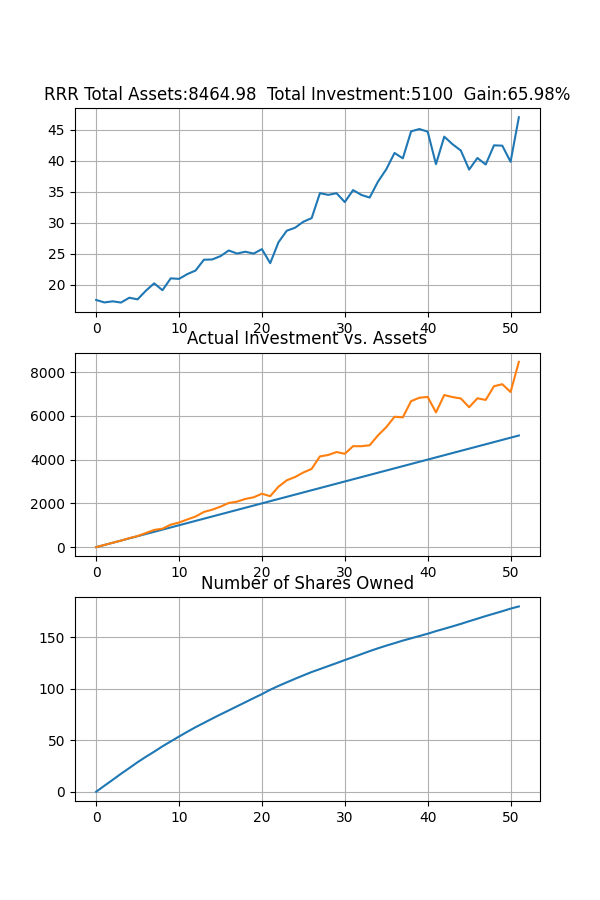 RRR Total Assets:8464.98 Total Investment:5100 Gain:65.98%
45
40
35
30
25
20
0 10 20 30 40 50
Actual Investment vs. Assets
8000
6000
4000
2000
0
0 10 20 30 40 50
Number of Shares Owned
150
100
50
0
0 10 20 30 40 50